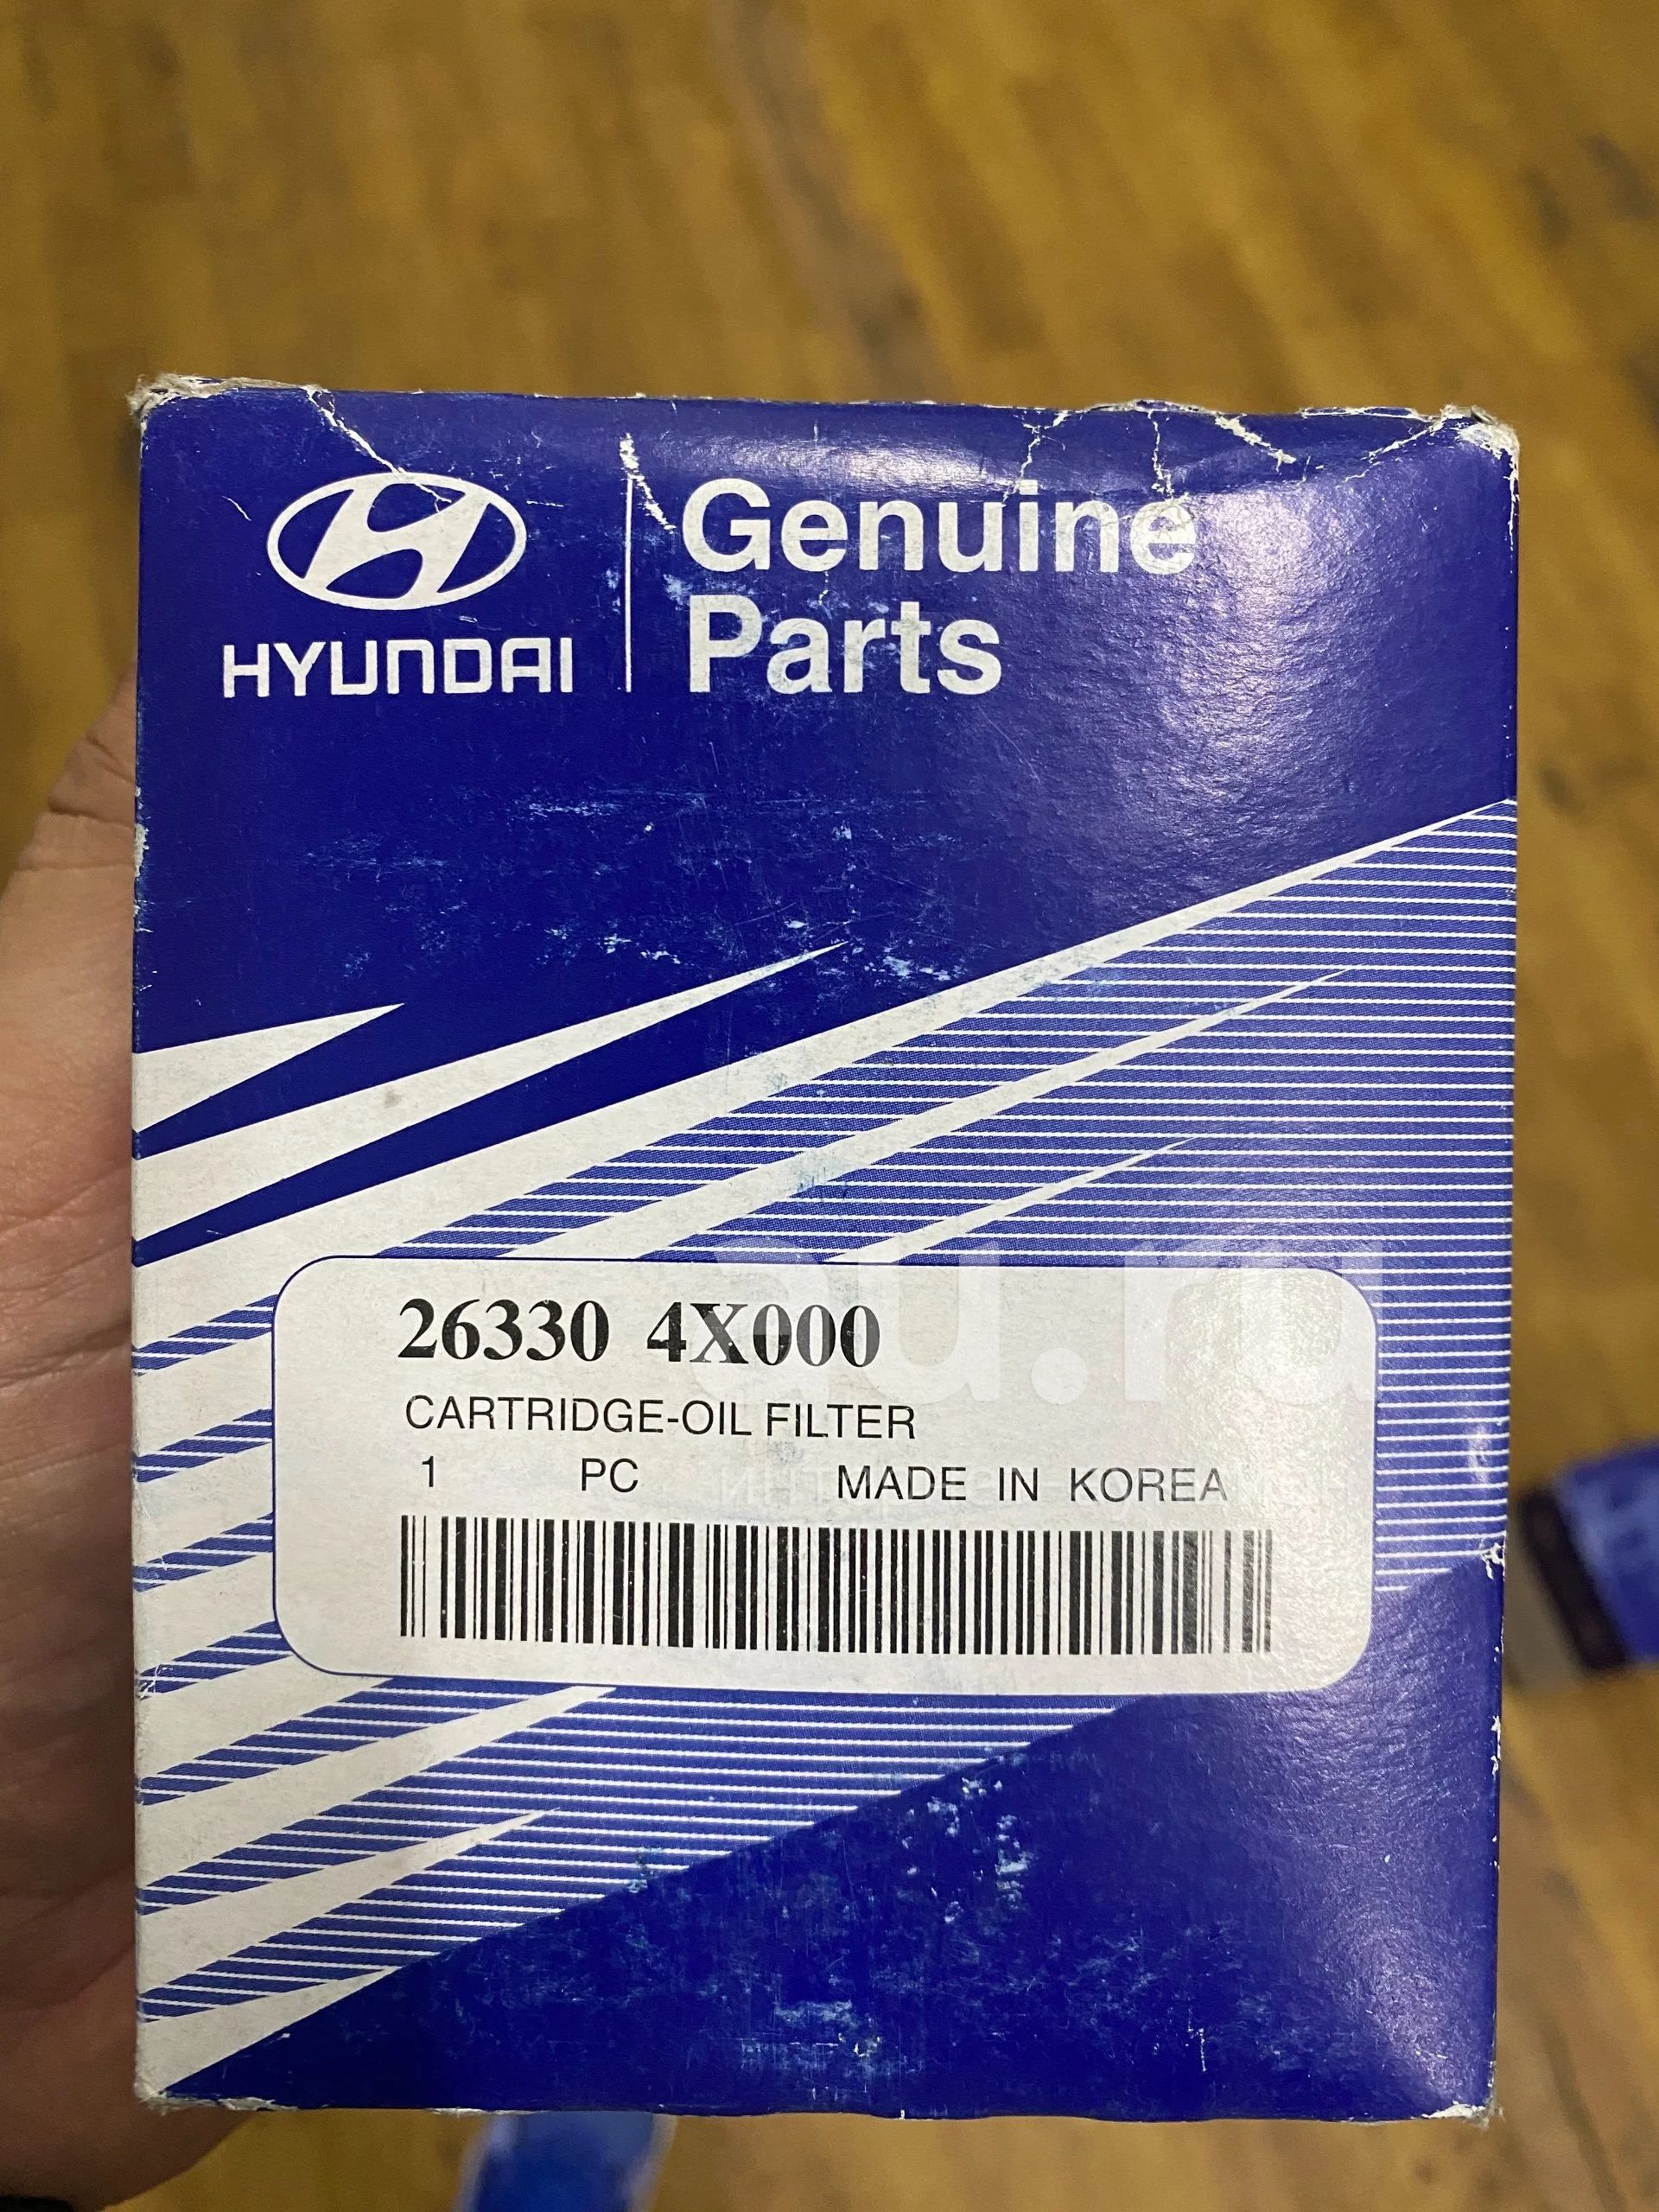 HYUNDAI
Genuine
Parts
26330 4X000
CARTRIDGE-OIL FILTER
1 PC MADE IN KOREA